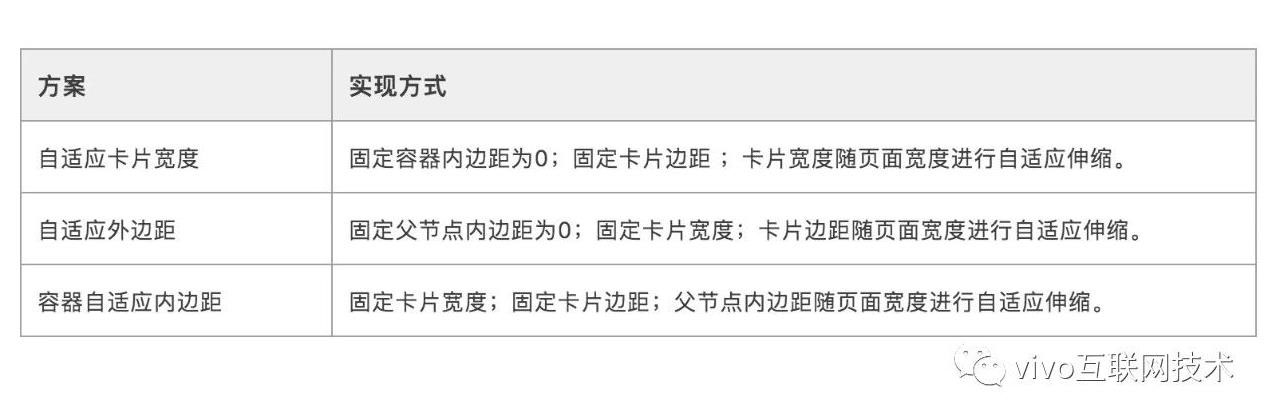 方案 实现方式
自适应卡片宽度 固定容器内边距为0；固定卡片边距 ；卡片宽度随页面宽度进行自适应伸缩。
自适应外边距 固定父节点内边距为0；固定卡片宽度；卡片边距随页面宽度进行自适应伸缩。
容器自适应内边距 固定卡片宽度；固定卡片边距；父节点内边距随页面宽度进行自适应伸缩。
vivo互联网技术